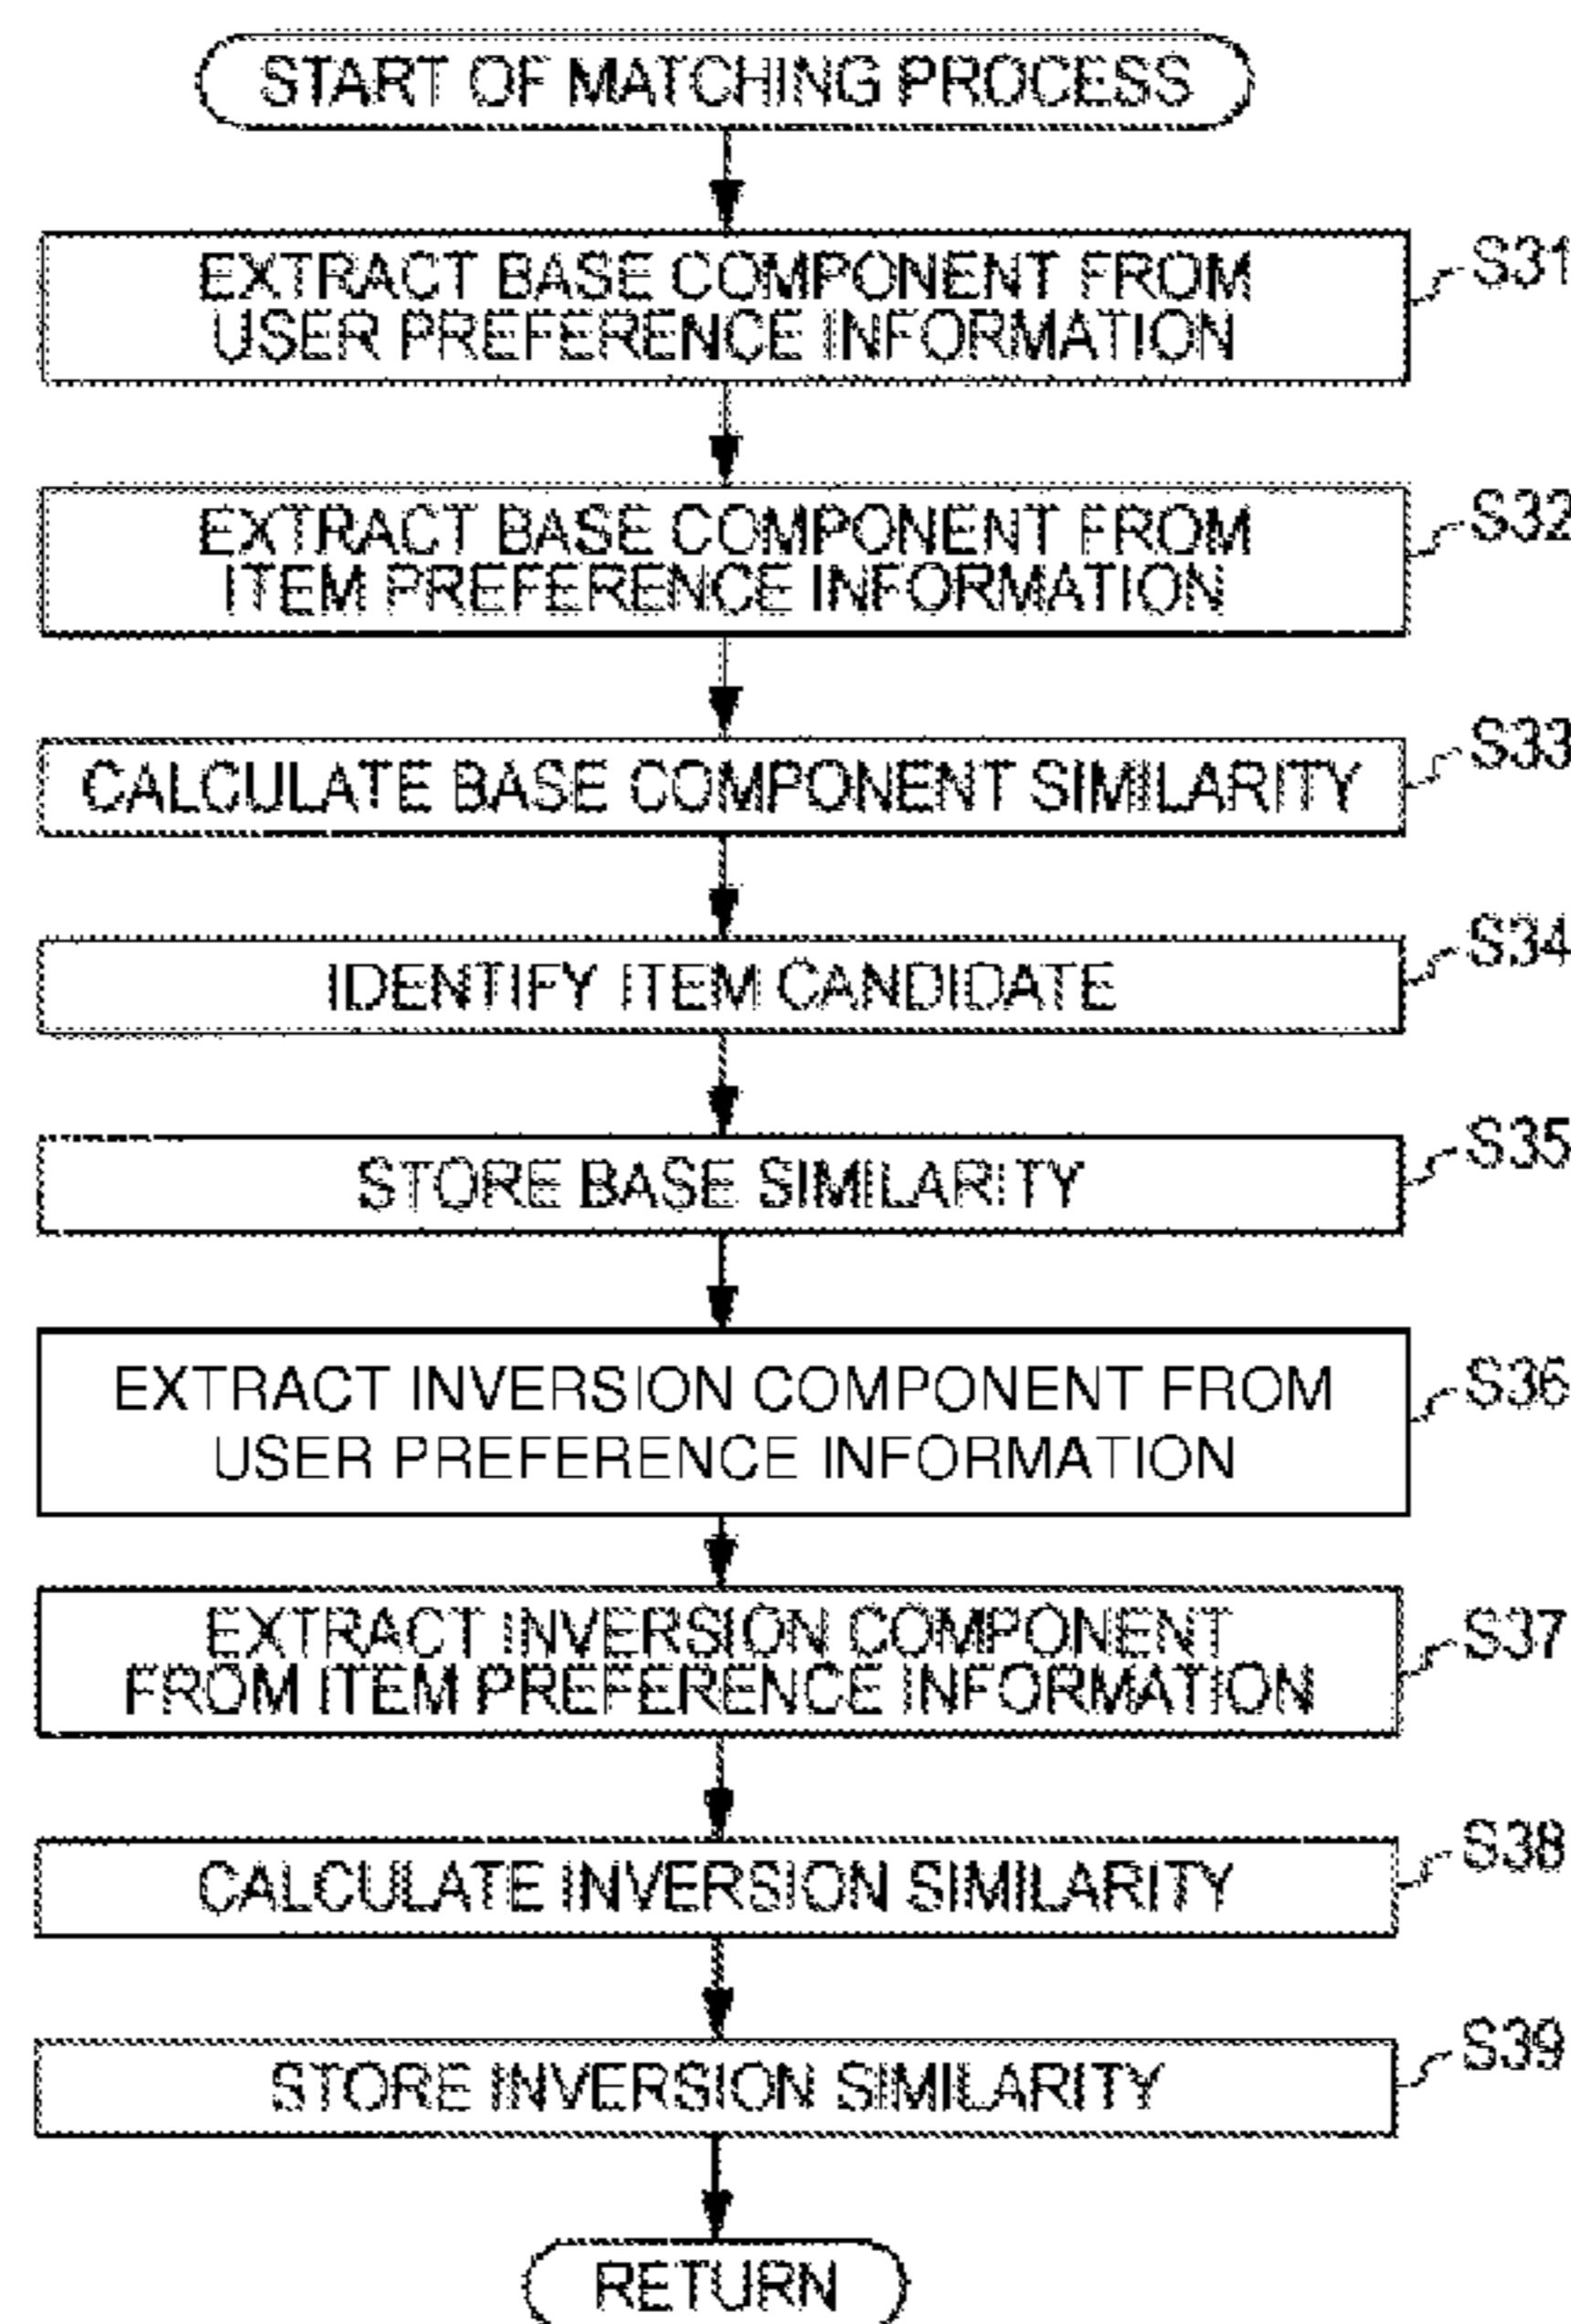 START OF MATCHING PROCESS
EXTRACT BASE COMPONENT FROM
USER PREFERENCE INFORMATION
S31
EXTRACT BASE COMPONENT FROM
ITEM PREFERENCE INFORMATION
S32
CALCULATE BASE COMPONENT SIMILARITY
S33
IDENTIFY ITEM CANDIDATE
S34
STORE BASE SIMILARITY
S35
EXTRACT INVERSION COMPONENT FROM
USER PREFERENCE INFORMATION
S36
EXTRACT INVERSION COMPONENT
FROM ITEM PREFERENCE INFORMATION
S37
CALCULATE INVERSION SIMILARITY
S38
STORE INVERSION SIMILARITY
S39
RETURN